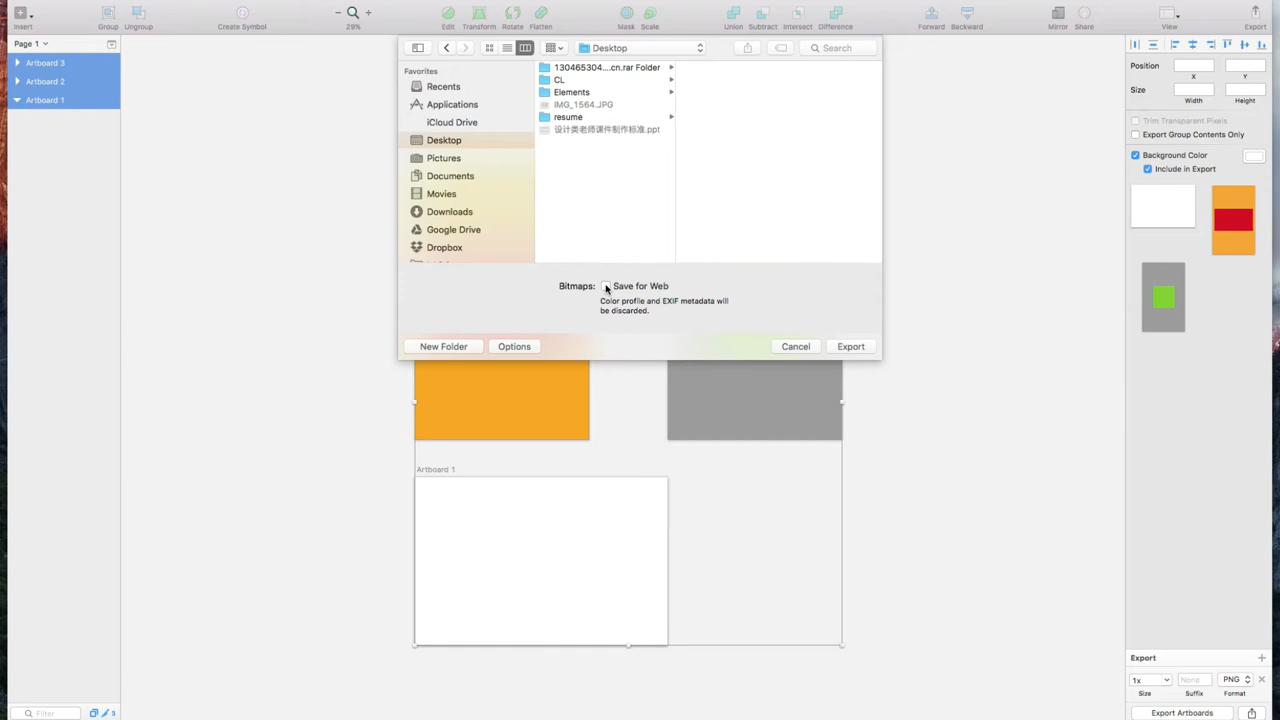 Insert
Group
Ungroup
Create Symbol
29%
Edit
Transform
Rotate
Flatten
Mask
Scale
Union
Subtract
Intersect
Difference
Forward
Backward
Mirror
Share
View
Export
Page 1
Artboard 3
Artboard 2
Artboard 1
Filter
3
Desktop
Search
Favorites
Recents
Applications
iCloud Drive
Desktop
Pictures
Documents
Movies
Downloads
Google Drive
Dropbox
130465304....cn.rar Folder
CL
Elements
IMG_1564.JPG
resume
设计类老师课件制作标准.ppt
Bitmaps:
Save for Web
Color profile and EXIF metadata will
be discarded.
New Folder
Options
Cancel
Export
Artboard 1
Position
X
Y
Size
Width
Height
Trim Transparent Pixels
Export Group Contents Only
Background Color
Include in Export
Export
1x
None
PNG
Size
Suffix
Format
Export Artboards